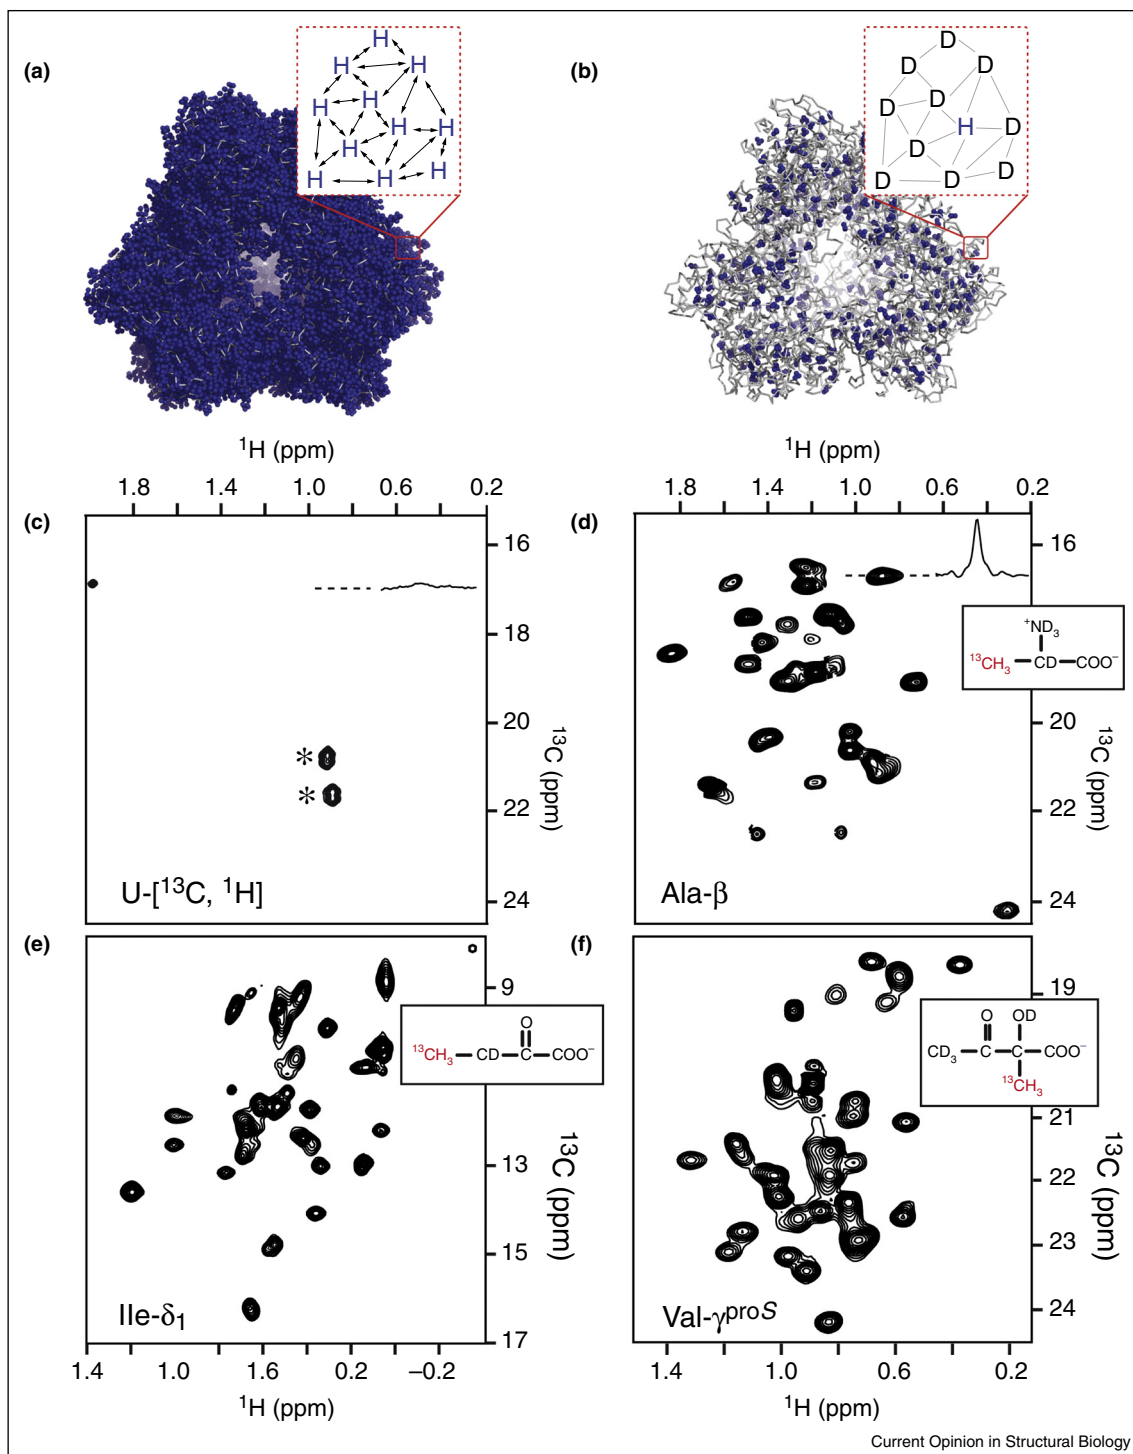 (a)
H
H H
H H
H H
H
H H H
(b)
D
D D
D D
H D
D
D D D
¹H (ppm)
1.8 1.4 1.0 0.6 0.2
(c)
16
18
20
22
24
¹³C (ppm)
*
*
U-[¹³C, ¹H]
¹H (ppm)
1.8 1.4 1.0 0.6 0.2
(d)
16
18
20
22
24
¹³C (ppm)
⁺ND₃
¹³CH₃ CD COO⁻
Ala-β
(e)
9
13
15
17
¹³C (ppm)
O
¹³CH₃ CD C COO⁻
Ile-δ₁
1.4 1.0 1.6 0.2 –0.2
¹H (ppm)
(f)
19
21
22
23
24
¹³C (ppm)
O OD
CD₃ C C COO⁻
¹³CH₃
Val-γᵖʳᵒS
1.4 1.0 0.6 0.2
¹H (ppm)
Current Opinion in Structural Biology